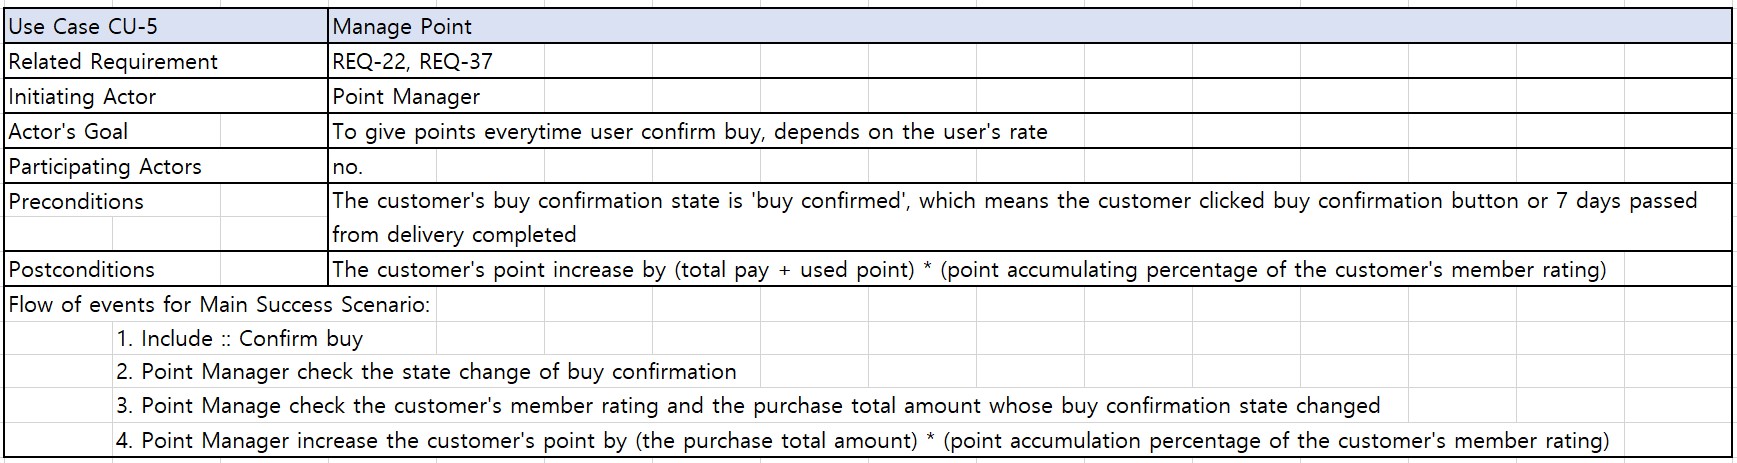 Use Case CU-5 Manage Point
Related Requirement REQ-22, REQ-37
Initiating Actor Point Manager
Actor's Goal To give points everytime user confirm buy, depends on the user's rate
Participating Actors no.
Preconditions The customer's buy confirmation state is 'buy confirmed', which means the customer clicked buy confirmation button or 7 days passed
from delivery completed
Postconditions The customer's point increase by (total pay + used point) * (point accumulating percentage of the customer's member rating)
Flow of events for Main Success Scenario:
1. Include :: Confirm buy
2. Point Manager check the state change of buy confirmation
3. Point Manage check the customer's member rating and the purchase total amount whose buy confirmation state changed
4. Point Manager increase the customer's point by (the purchase total amount) * (point accumulation percentage of the customer's member rating)